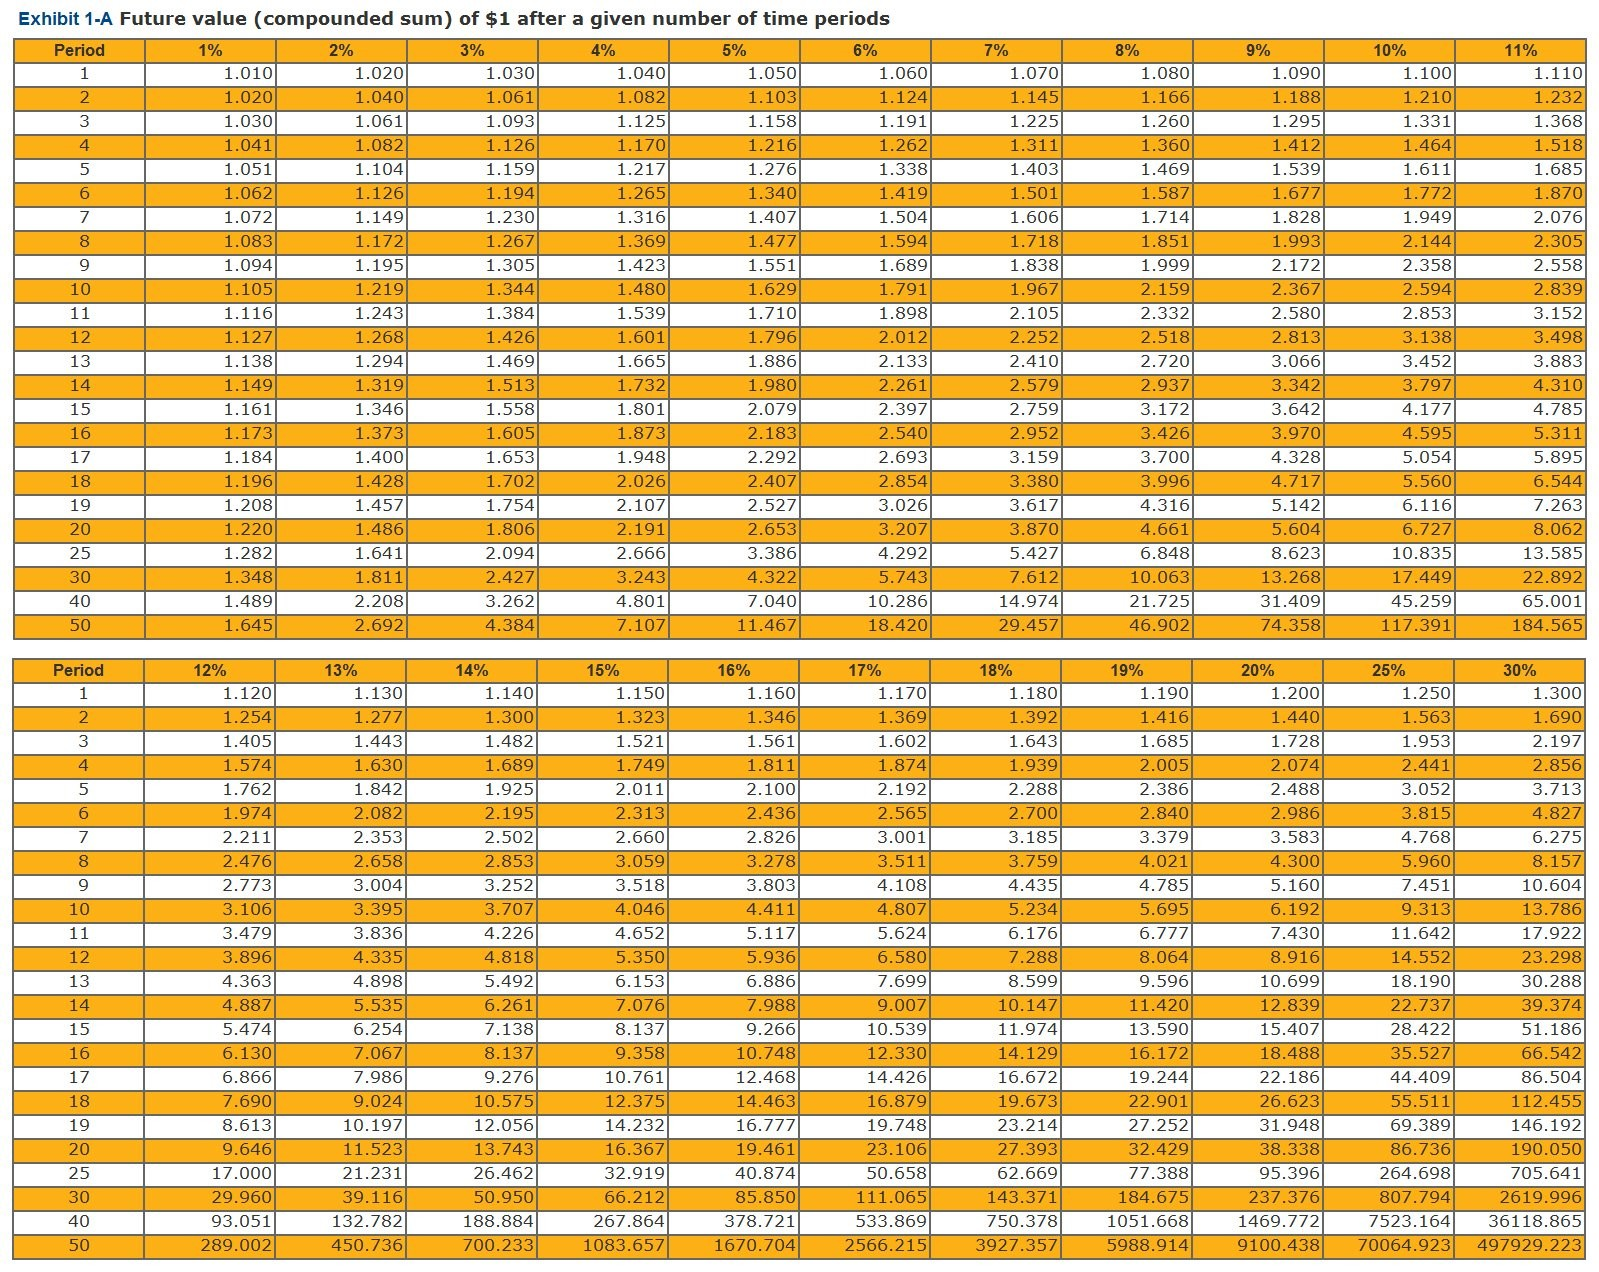 Exhibit 1-A Future value (compounded sum) of $1 after a given number of time periods
Period 1% 2% 3% 4% 5% 6% 7% 8% 9% 10% 11%
1 1.010 1.020 1.030 1.040 1.050 1.060 1.070 1.080 1.090 1.100 1.110
2 1.020 1.040 1.061 1.082 1.103 1.124 1.145 1.166 1.188 1.210 1.232
3 1.030 1.061 1.093 1.125 1.158 1.191 1.225 1.260 1.295 1.331 1.368
4 1.041 1.082 1.126 1.170 1.216 1.262 1.311 1.360 1.412 1.464 1.518
5 1.051 1.104 1.159 1.217 1.276 1.338 1.403 1.469 1.539 1.611 1.685
6 1.062 1.126 1.194 1.265 1.340 1.419 1.501 1.587 1.677 1.772 1.870
7 1.072 1.149 1.230 1.316 1.407 1.504 1.606 1.714 1.828 1.949 2.076
8 1.083 1.172 1.267 1.369 1.477 1.594 1.718 1.851 1.993 2.144 2.305
9 1.094 1.195 1.305 1.423 1.551 1.689 1.838 1.999 2.172 2.358 2.558
10 1.105 1.219 1.344 1.480 1.629 1.791 1.967 2.159 2.367 2.594 2.839
11 1.116 1.243 1.384 1.539 1.710 1.898 2.105 2.332 2.580 2.853 3.152
12 1.127 1.268 1.426 1.601 1.796 2.012 2.252 2.518 2.813 3.138 3.498
13 1.138 1.294 1.469 1.665 1.886 2.133 2.410 2.720 3.066 3.452 3.883
14 1.149 1.319 1.513 1.732 1.980 2.261 2.579 2.937 3.342 3.797 4.310
15 1.161 1.346 1.558 1.801 2.079 2.397 2.759 3.172 3.642 4.177 4.785
16 1.173 1.373 1.605 1.873 2.183 2.540 2.952 3.426 3.970 4.595 5.311
17 1.184 1.400 1.653 1.948 2.292 2.693 3.159 3.700 4.328 5.054 5.895
18 1.196 1.428 1.702 2.026 2.407 2.854 3.380 3.996 4.717 5.560 6.544
19 1.208 1.457 1.754 2.107 2.527 3.026 3.617 4.316 5.142 6.116 7.263
20 1.220 1.486 1.806 2.191 2.653 3.207 3.870 4.661 5.604 6.727 8.062
25 1.282 1.641 2.094 2.666 3.386 4.292 5.427 6.848 8.623 10.835 13.585
30 1.348 1.811 2.427 3.243 4.322 5.743 7.612 10.063 13.268 17.449 22.892
40 1.489 2.208 3.262 4.801 7.040 10.286 14.974 21.725 31.409 45.259 65.001
50 1.645 2.692 4.384 7.107 11.467 18.420 29.457 46.902 74.358 117.391 184.565
Period 12% 13% 14% 15% 16% 17% 18% 19% 20% 25% 30%
1 1.120 1.130 1.140 1.150 1.160 1.170 1.180 1.190 1.200 1.250 1.300
2 1.254 1.277 1.300 1.323 1.346 1.369 1.392 1.416 1.440 1.563 1.690
3 1.405 1.443 1.482 1.521 1.561 1.602 1.643 1.685 1.728 1.953 2.197
4 1.574 1.630 1.689 1.749 1.811 1.874 1.939 2.005 2.074 2.441 2.856
5 1.762 1.842 1.925 2.011 2.100 2.192 2.288 2.386 2.488 3.052 3.713
6 1.974 2.082 2.195 2.313 2.436 2.565 2.700 2.840 2.986 3.815 4.827
7 2.211 2.353 2.502 2.660 2.826 3.001 3.185 3.379 3.583 4.768 6.275
8 2.476 2.658 2.853 3.059 3.278 3.511 3.759 4.021 4.300 5.960 8.157
9 2.773 3.004 3.252 3.518 3.803 4.108 4.435 4.785 5.160 7.451 10.604
10 3.106 3.395 3.707 4.046 4.411 4.807 5.234 5.695 6.192 9.313 13.786
11 3.479 3.836 4.226 4.652 5.117 5.624 6.176 6.777 7.430 11.642 17.922
12 3.896 4.335 4.818 5.350 5.936 6.580 7.288 8.064 8.916 14.552 23.298
13 4.363 4.898 5.492 6.153 6.886 7.699 8.599 9.596 10.699 18.190 30.288
14 4.887 5.535 6.261 7.076 7.988 9.007 10.147 11.420 12.839 22.737 39.374
15 5.474 6.254 7.138 8.137 9.266 10.539 11.974 13.590 15.407 28.422 51.186
16 6.130 7.067 8.137 9.358 10.748 12.330 14.129 16.172 18.488 35.527 66.542
17 6.866 7.986 9.276 10.761 12.468 14.426 16.672 19.244 22.186 44.409 86.504
18 7.690 9.024 10.575 12.375 14.463 16.879 19.673 22.901 26.623 55.511 112.455
19 8.613 10.197 12.056 14.232 16.777 19.748 23.214 27.252 31.948 69.389 146.192
20 9.646 11.523 13.743 16.367 19.461 23.106 27.393 32.429 38.338 86.736 190.050
25 17.000 21.231 26.462 32.919 40.874 50.658 62.669 77.388 95.396 264.698 705.641
30 29.960 39.116 50.950 66.212 85.850 111.065 143.371 184.675 237.376 807.794 2619.996
40 93.051 132.782 188.884 267.864 378.721 533.869 750.378 1051.668 1469.772 7523.164 36118.865
50 289.002 450.736 700.233 1083.657 1670.704 2566.215 3927.357 5988.914 9100.438 70064.923 497929.223